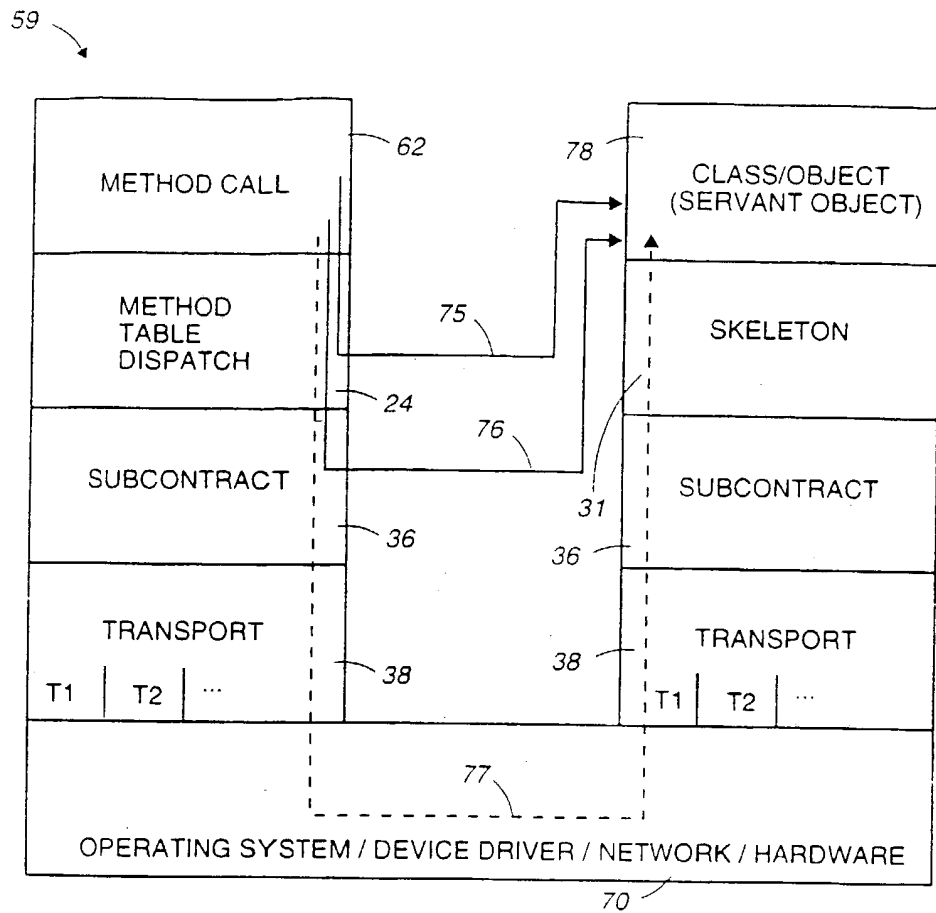 59
62
78
METHOD CALL
CLASS/OBJECT
(SERVANT OBJECT)
METHOD
TABLE
DISPATCH
75
SKELETON
24
76
SUBCONTRACT
31
SUBCONTRACT
36
36
TRANSPORT
TRANSPORT
38
38
T1 T2 ...
T1 T2 ...
77
OPERATING SYSTEM / DEVICE DRIVER / NETWORK / HARDWARE
70